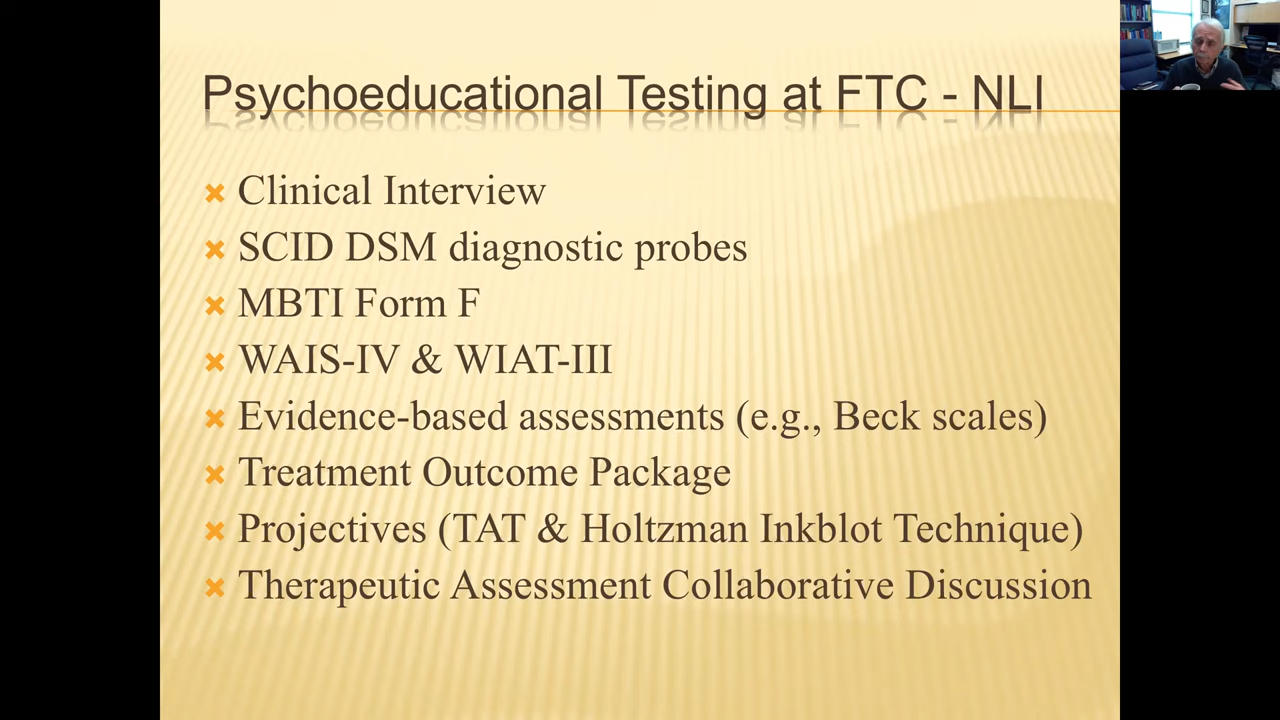 Psychoeducational Testing at FTC - NLI
Clinical Interview
SCID DSM diagnostic probes
MBTI Form F
WAIS-IV & WIAT-III
Evidence-based assessments (e.g., Beck scales)
Treatment Outcome Package
Projectives (TAT & Holtzman Inkblot Technique)
Therapeutic Assessment Collaborative Discussion